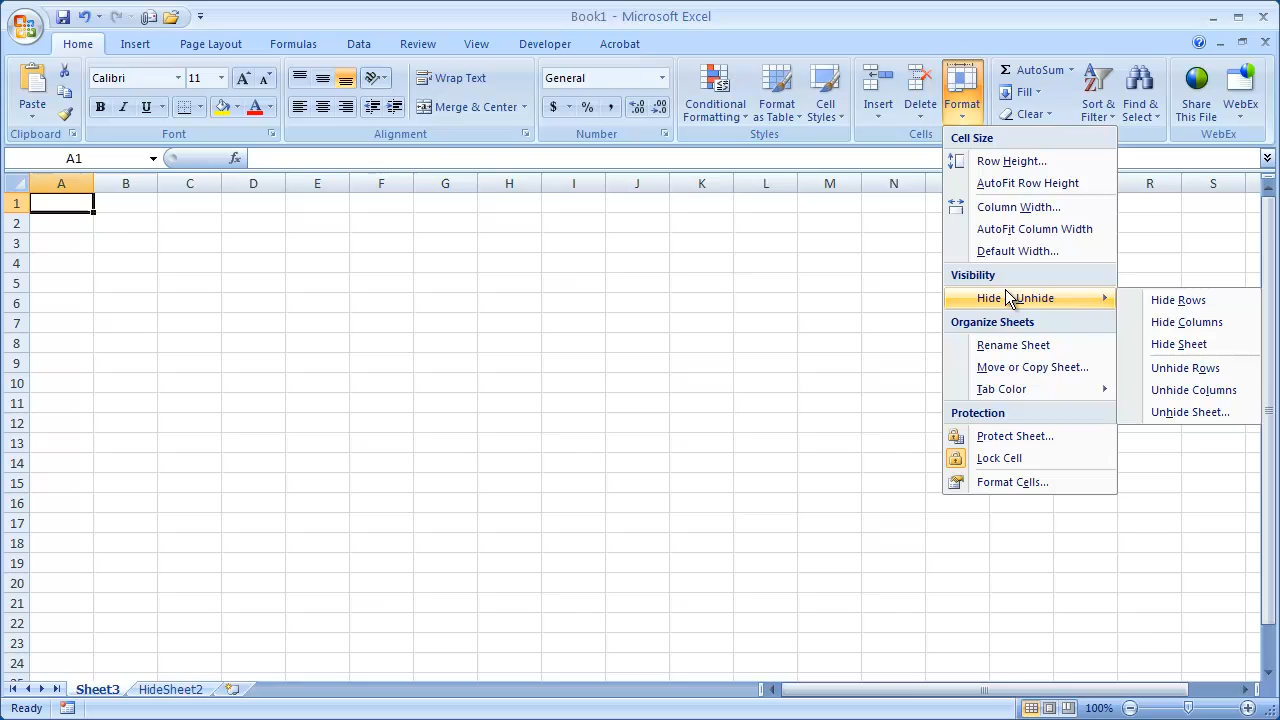 Book1 - Microsoft Excel
Home Insert Page Layout Formulas Data Review View Developer Acrobat
Paste
Clipboard
Calibri 11
B I U
Font
Wrap Text
Merge & Center
Alignment
General
$ % ,
Number
Conditional Formatting
Format as Table
Cell Styles
Styles
Insert Delete Format
Cells
AutoSum
Fill
Clear
Sort & Filter
Find & Select
Share This File
WebEx
WebEx
A1 fx
A B C D E F G H I J K L M N R S
1
2
3
4
5
6
7
8
9
10
11
12
13
14
15
16
17
18
19
20
21
22
23
24
Cell Size
Row Height...
AutoFit Row Height
Column Width...
AutoFit Column Width
Default Width...
Visibility
Hide Unhide
Organize Sheets
Rename Sheet
Move or Copy Sheet...
Tab Color
Protection
Protect Sheet...
Lock Cell
Format Cells...
Hide Rows
Hide Columns
Hide Sheet
Unhide Rows
Unhide Columns
Unhide Sheet...
Sheet3 HideSheet2
Ready 100%